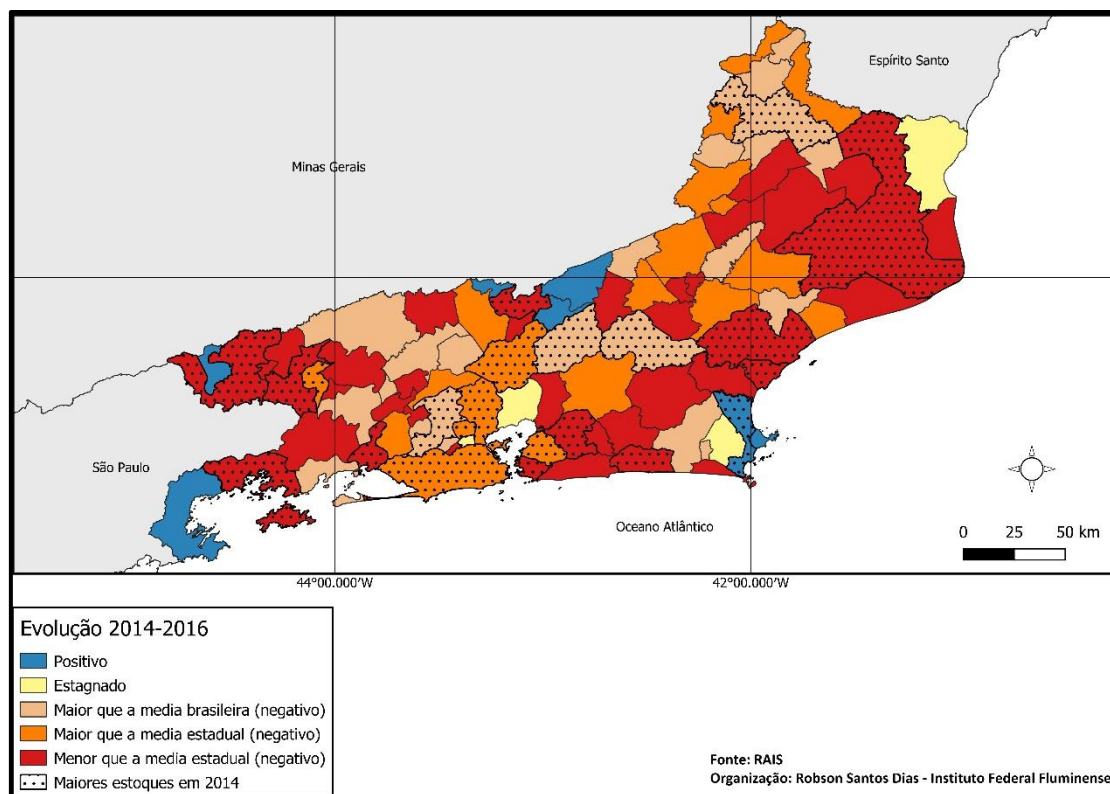 Espírito Santo
Minas Gerais
São Paulo
Oceano Atlântico
0 25 50 km
44°00.000'W 42°00.000'W
Evolução 2014-2016
Positivo
Estagnado
Maior que a media brasileira (negativo)
Maior que a media estadual (negativo)
Menor que a media estadual (negativo)
Maiores estoques em 2014
Fonte: RAIS
Organização: Robson Santos Dias - Instituto Federal Fluminense